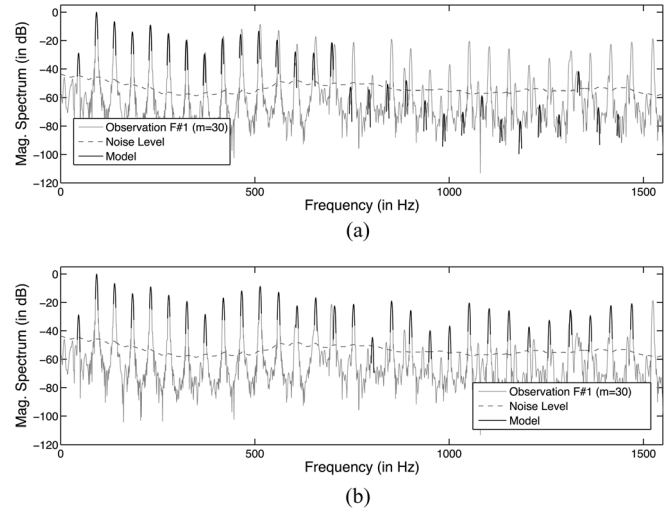 0
−20
−40
−60
−80
−100
−120
Mag. Spectrum (in dB)
Observation F#1 (m=30)
Noise Level
Model
0
500
1000
1500
Frequency (in Hz)
(a)
0
−20
−40
−60
−80
−100
−120
Mag. Spectrum (in dB)
Observation F#1 (m=30)
Noise Level
Model
0
500
1000
1500
Frequency (in Hz)
(b)